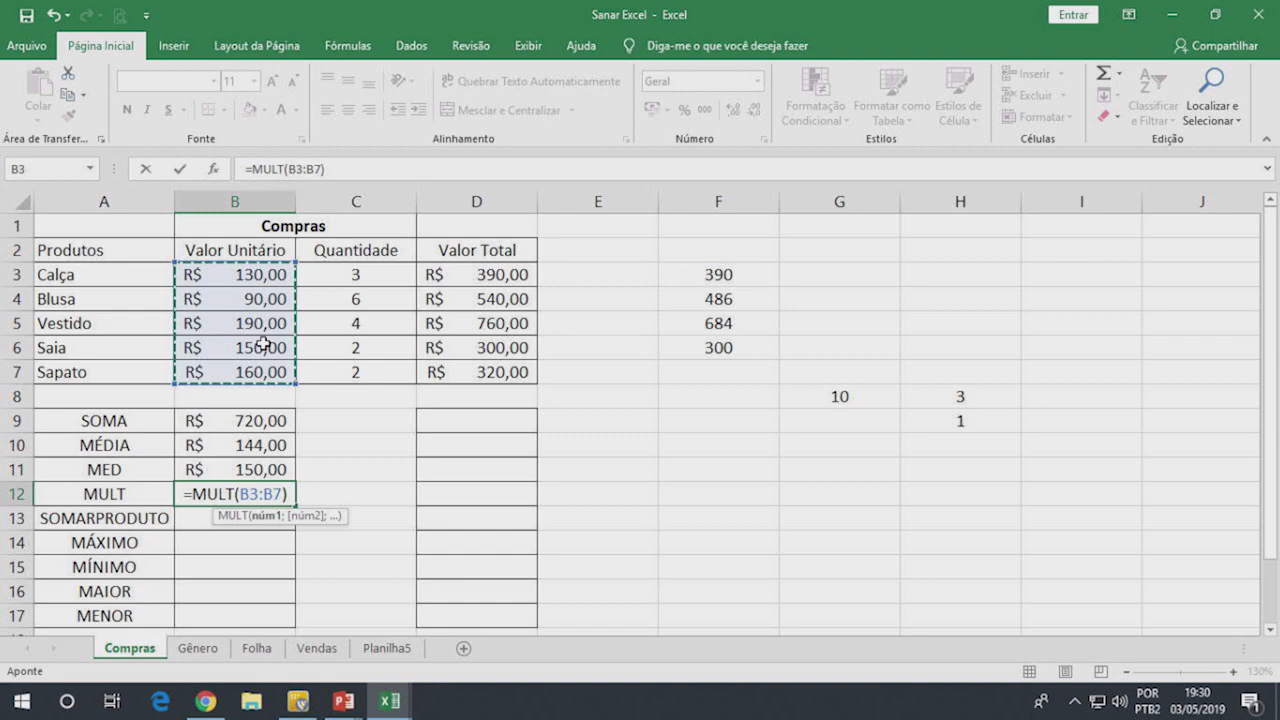 Sanar Excel - Excel
Entrar
Arquivo Página Inicial Inserir Layout da Página Fórmulas Dados Revisão Exibir Ajuda Diga-me o que você deseja fazer Compartilhar
Colar
11
N I S
Quebrar Texto Automaticamente
Mesclar e Centralizar
Geral
% 000
Formatação Condicional
Formatar como Tabela
Estilos de Célula
Inserir
Excluir
Formatar
Classificar e Filtrar
Localizar e Selecionar
Área de Transfer... Fonte Alinhamento Número Estilos Células Edição
B3 fx =MULT(B3:B7)
A B C D E F G H I J
1 Compras
2 Produtos Valor Unitário Quantidade Valor Total
3 Calça R$ 130,00 3 R$ 390,00 390
4 Blusa R$ 90,00 6 R$ 540,00 486
5 Vestido R$ 190,00 4 R$ 760,00 684
6 Saia R$ 150,00 2 R$ 300,00 300
7 Sapato R$ 160,00 2 R$ 320,00
8 10 3
9 SOMA R$ 720,00 1
10 MÉDIA R$ 144,00
11 MED R$ 150,00
12 MULT =MULT(B3:B7)
13 SOMARPRODUTO MULT(núm1; [núm2]; ...)
14 MÁXIMO
15 MÍNIMO
16 MAIOR
17 MENOR
Compras Gênero Folha Vendas Planilha5
Aponte 130%
POR 19:30
PTB2 03/05/2019